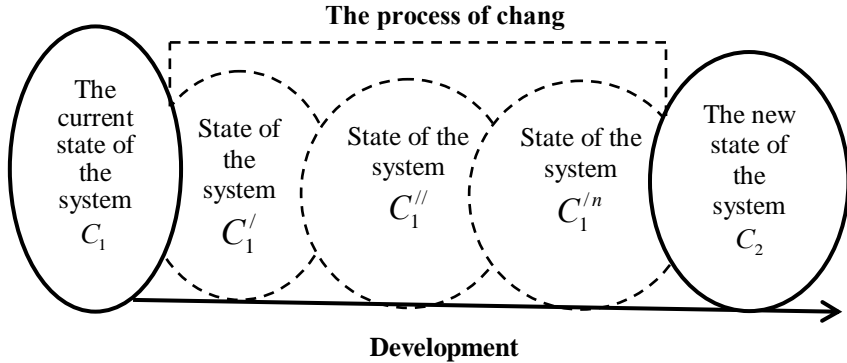 The process of chang
The
current
state of
the
system
C₁
State of
the
system
C₁^/
State of the
system
C₁^//
State of the
system
C₁^/n
The new
state of
the
system
C₂
Development